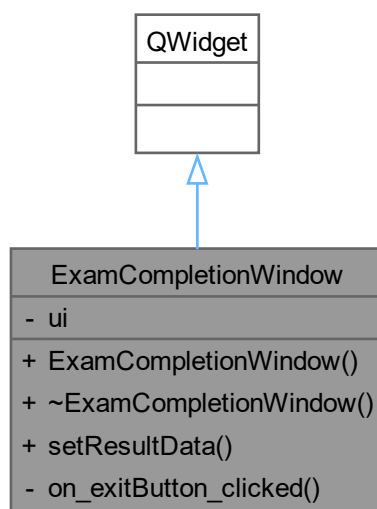 QWidget
ExamCompletionWindow
- ui
+ ExamCompletionWindow()
+ ~ExamCompletionWindow()
+ setResultData()
- on_exitButton_clicked()